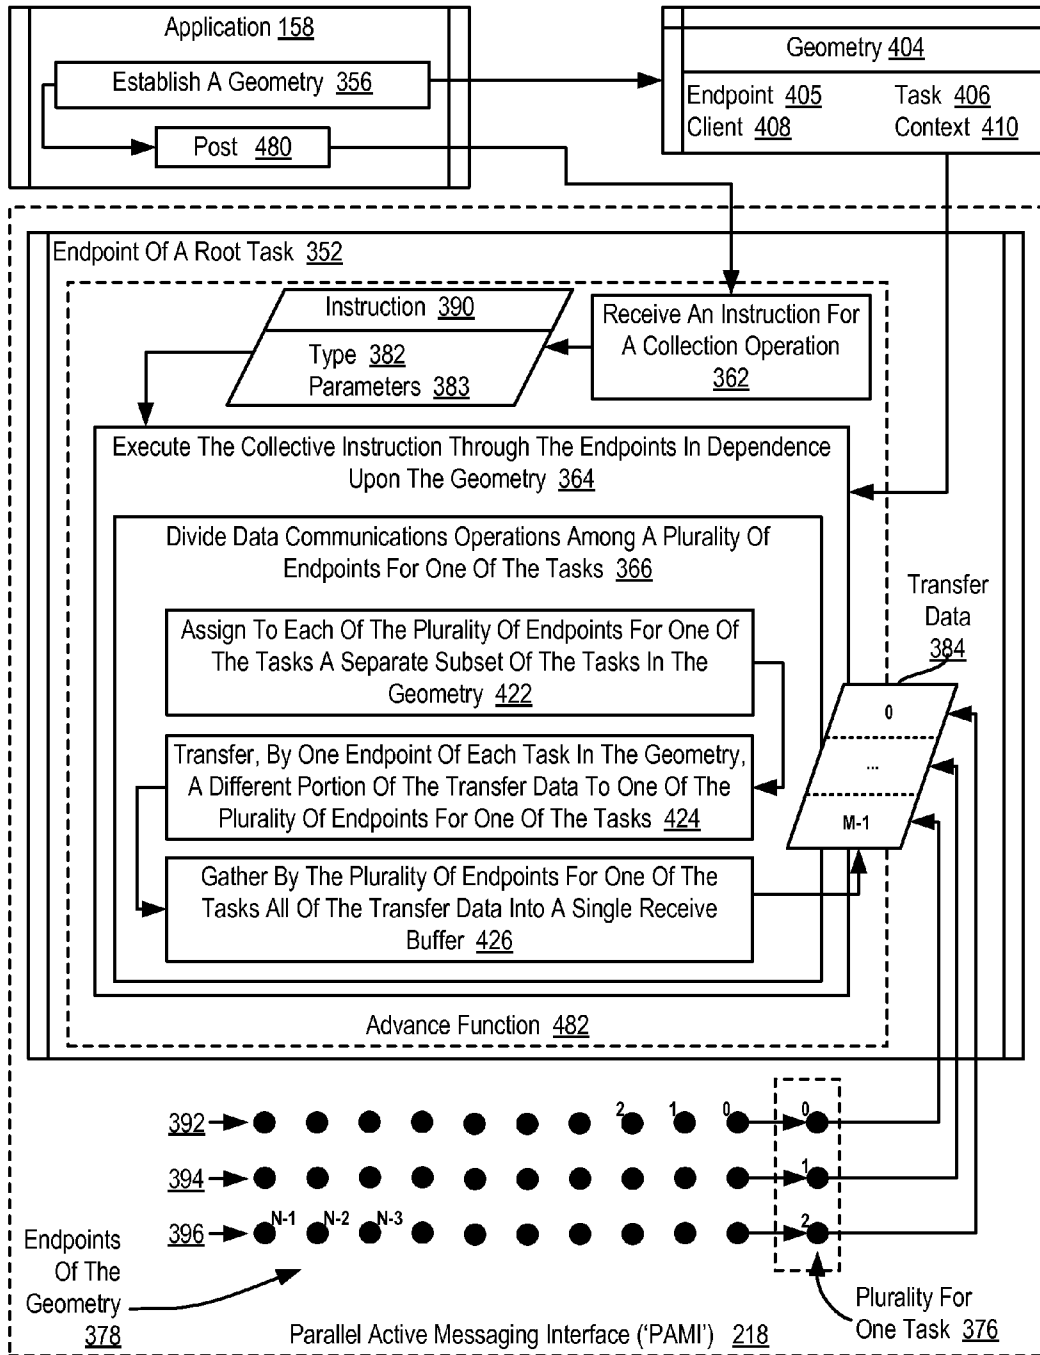 Application 158
Establish A Geometry 356
Post 480
Geometry 404
Endpoint 405 Task 406
Client 408 Context 410
Endpoint Of A Root Task 352
Instruction 390
Type 382
Parameters 383
Receive An Instruction For
A Collection Operation
362
Execute The Collective Instruction Through The Endpoints In Dependence
Upon The Geometry 364
Divide Data Communications Operations Among A Plurality Of
Endpoints For One Of The Tasks 366
Assign To Each Of The Plurality Of Endpoints For One Of
The Tasks A Separate Subset Of The Tasks In The
Geometry 422
Transfer, By One Endpoint Of Each Task In The Geometry,
A Different Portion Of The Transfer Data To One Of The
Plurality Of Endpoints For One Of The Tasks 424
Gather By The Plurality Of Endpoints For One Of The
Tasks All Of The Transfer Data Into A Single Receive
Buffer 426
Transfer
Data
384
0
...
M-1
Advance Function 482
392 2 1 0 0
394 1
396 N-1 N-2 N-3 2
Endpoints
Of The
Geometry
378
Plurality For
One Task 376
Parallel Active Messaging Interface (‘PAMI’) 218